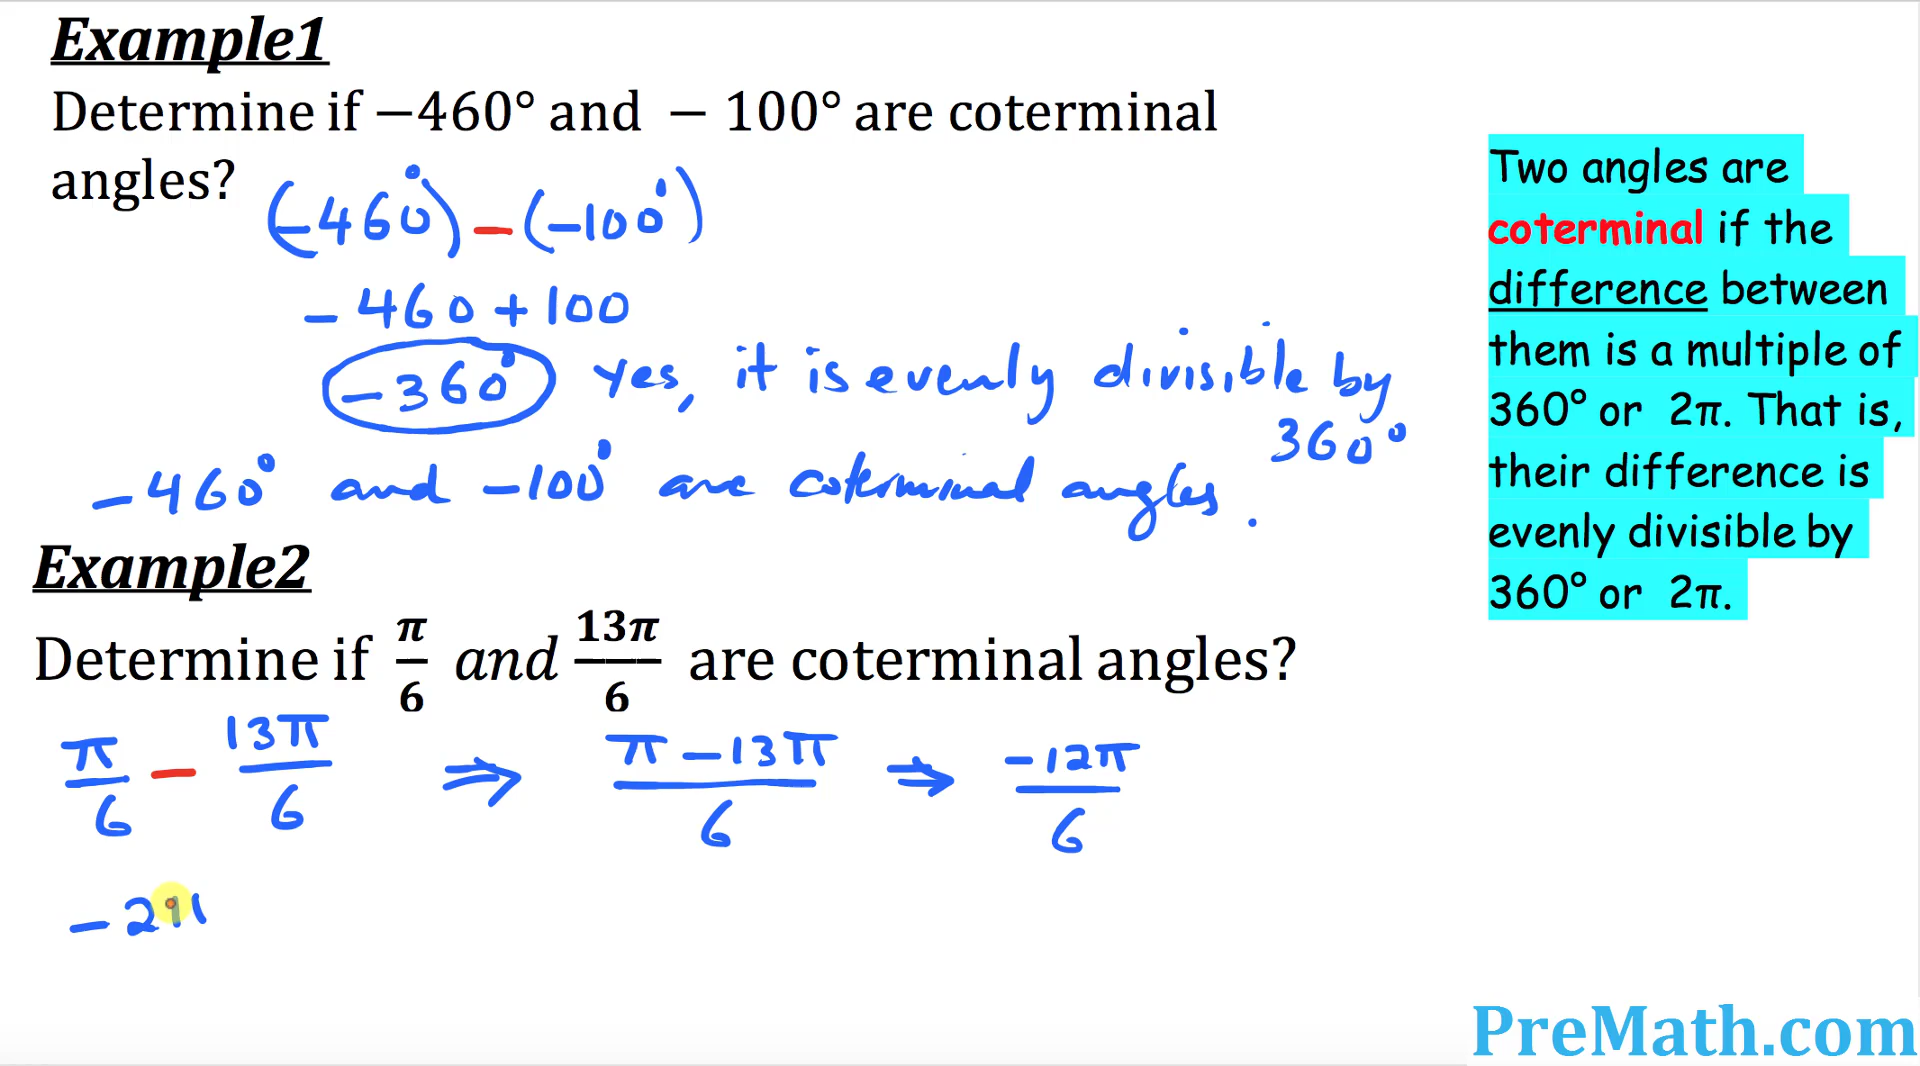 Example1
Determine if −460° and − 100° are coterminal
angles?
(−460°) − (−100°)
− 460 + 100
−360° yes, it is evenly divisible by
360°
−460° and −100° are coterminal angles.
Example2
Determine if π/6 and 13π/6 are coterminal angles?
π/6 − 13π/6 ⇒ π − 13π/6 ⇒ −12π/6
−2π
Two angles are
coterminal if the
difference between
them is a multiple of
360° or 2π. That is,
their difference is
evenly divisible by
360° or 2π.
PreMath.com